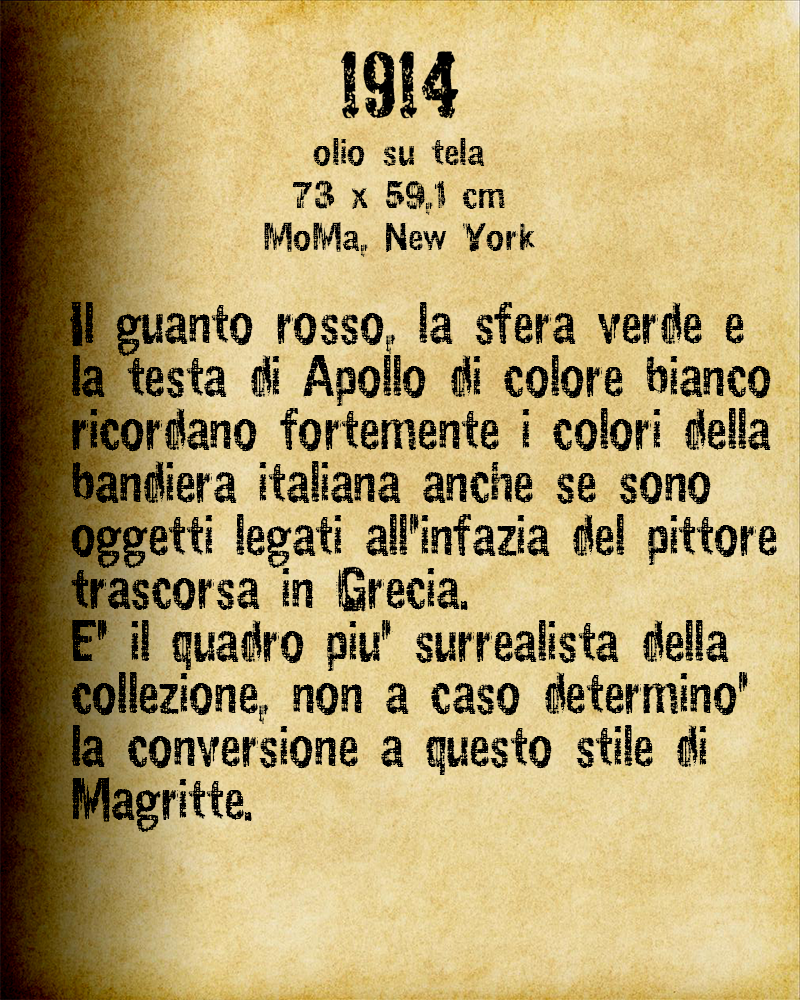 1914
olio su tela
73 x 59,1 cm
MoMa, New York
Il guanto rosso, la sfera verde e
la testa di Apollo di colore bianco
ricordano fortemente i colori della
bandiera italiana anche se sono
oggetti legati all'infazia del pittore
trascorsa in Grecia.
E' il quadro piu' surrealista della
collezione, non a caso determino'
la conversione a questo stile di
Magritte.